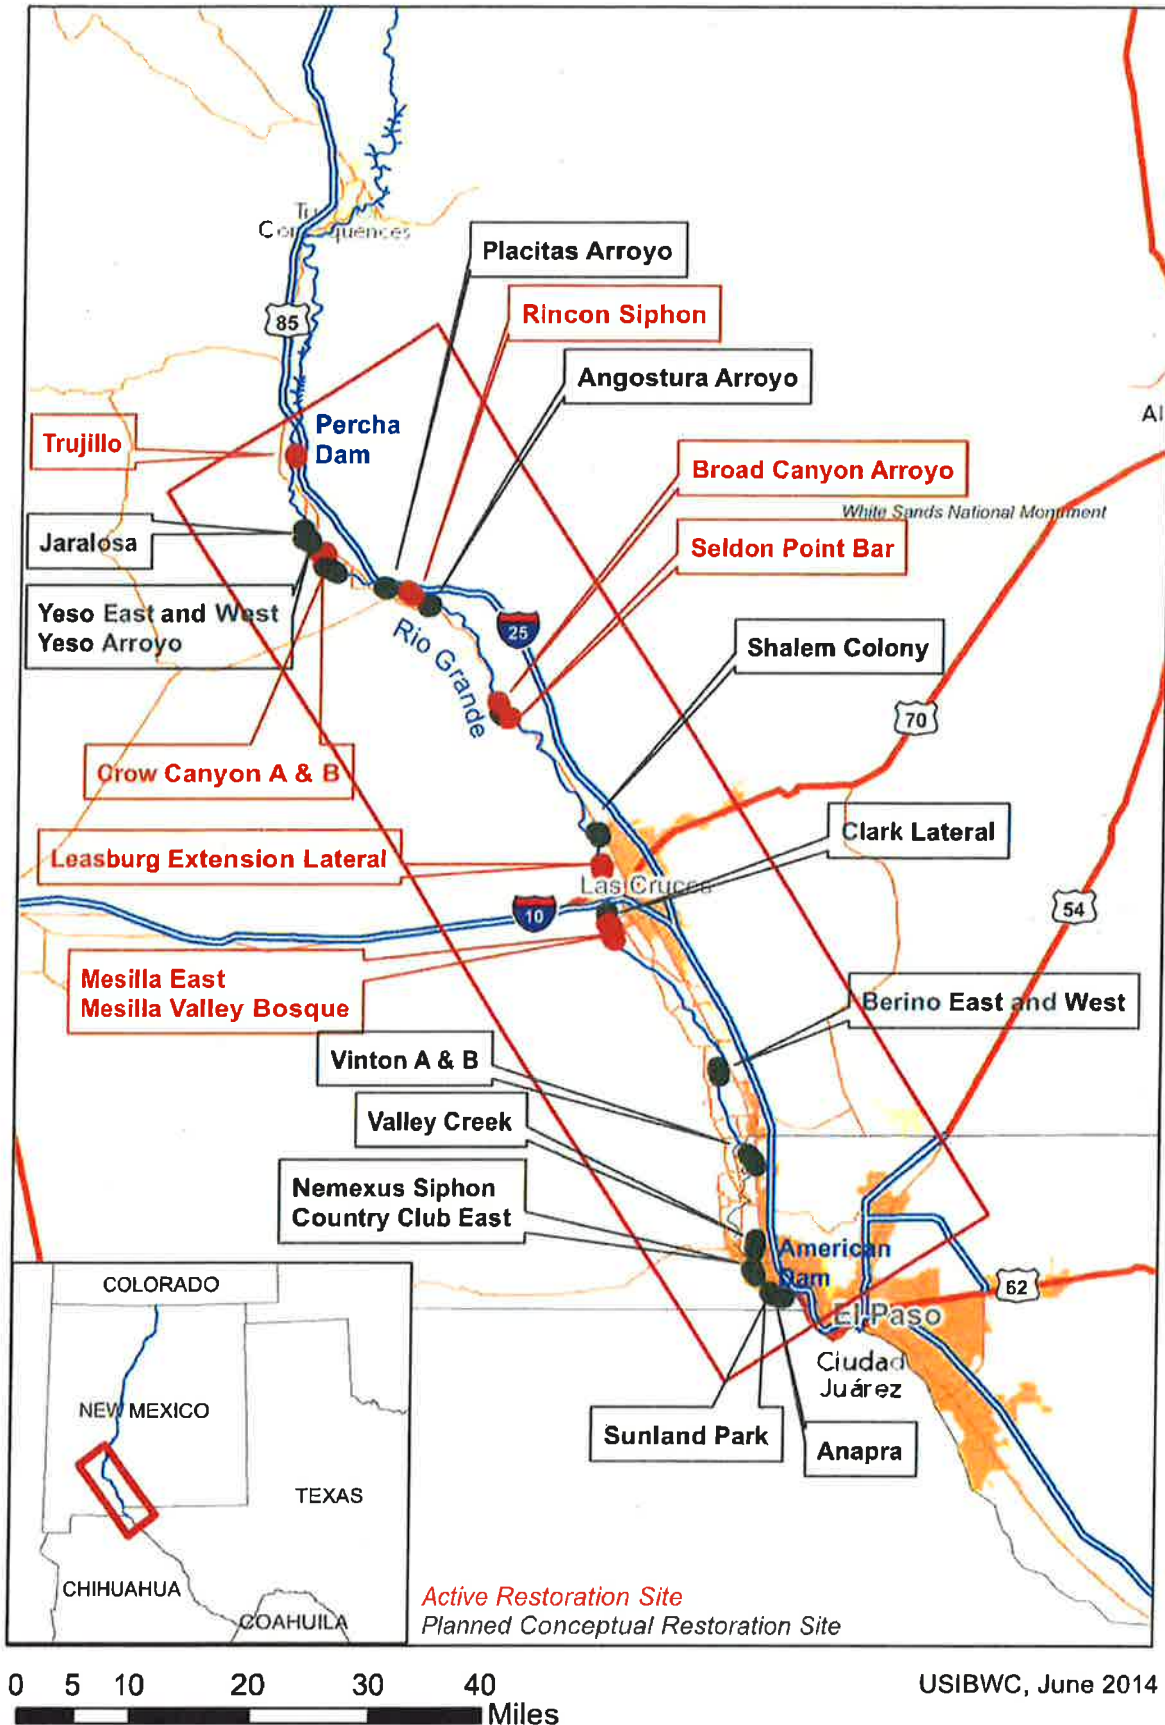 Consequences
Placitas Arroyo
Rincon Siphon
85
Angostura Arroyo
Percha
Dam
Trujillo
Broad Canyon Arroyo
White Sands National Monument
Jaralosa
Seldon Point Bar
Yeso East and West
Yeso Arroyo
25
Rio Grande
Shalem Colony
70
Crow Canyon A & B
Clark Lateral
Leasburg Extension Lateral
Las Cruces
10
54
Mesilla East
Mesilla Valley Bosque
Berino East and West
Vinton A & B
Valley Creek
Nemexus Siphon
Country Club East
American
Dam
62
El Paso
Ciudad
Juárez
Sunland Park
Anapra
COLORADO
NEW MEXICO
TEXAS
CHIHUAHUA
COAHUILA
Active Restoration Site
Planned Conceptual Restoration Site
0 5 10 20 30 40
Miles
USIBWC, June 2014